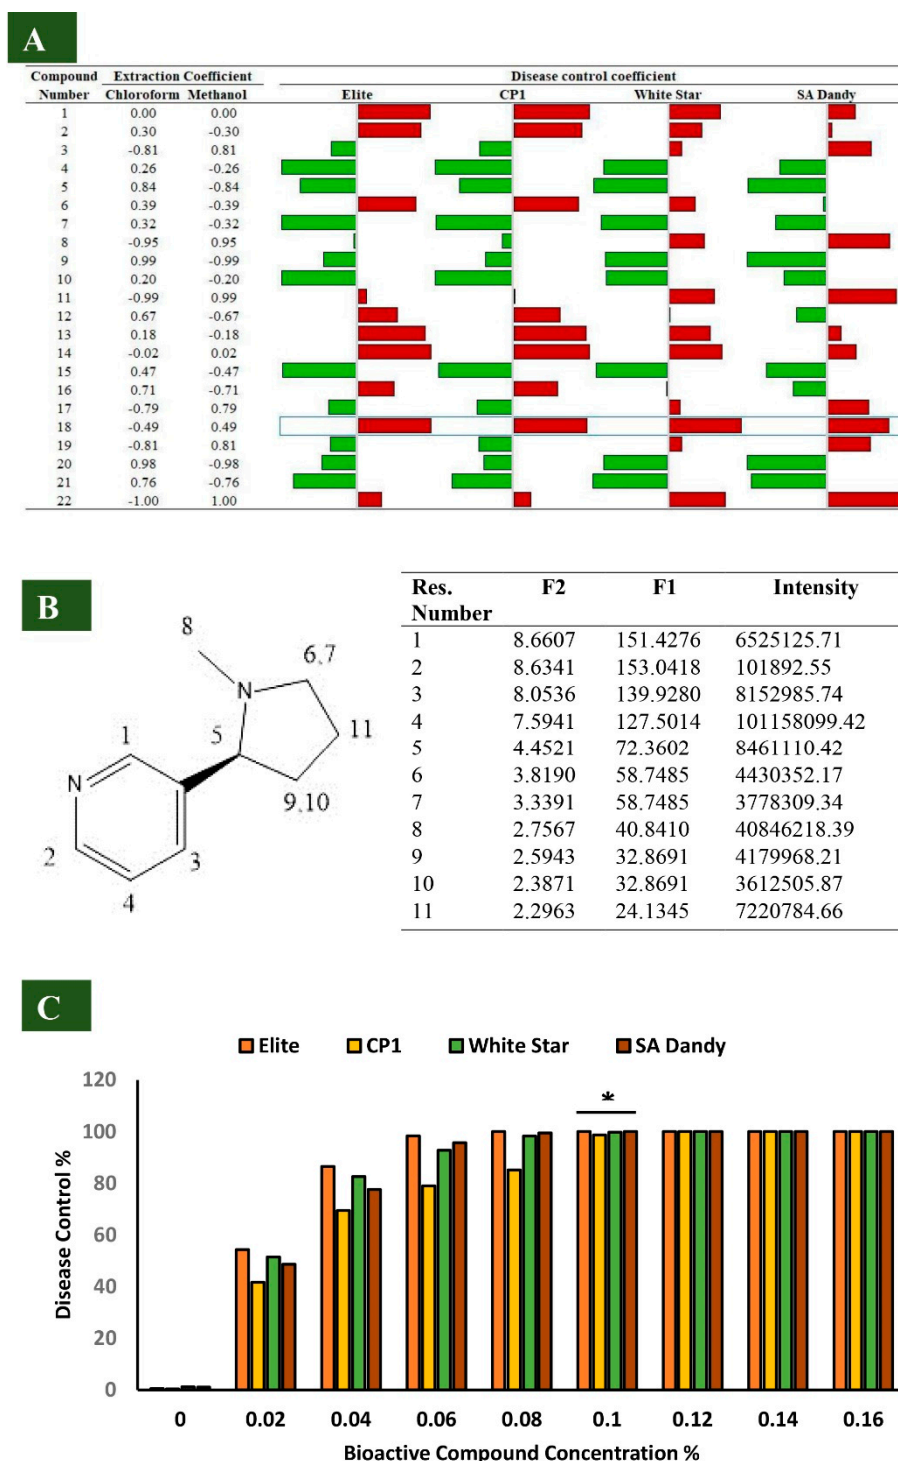 A
Compound Extraction Coefficient Disease control coefficient
Number Chloroform Methanol Elite CP1 White Star SA Dandy
1 0.00 0.00
2 0.30 -0.30
3 -0.81 0.81
4 0.26 -0.26
5 0.84 -0.84
6 0.39 -0.39
7 0.32 -0.32
8 -0.95 0.95
9 0.99 -0.99
10 0.20 -0.20
11 -0.99 0.99
12 0.67 -0.67
13 0.18 -0.18
14 -0.02 0.02
15 0.47 -0.47
16 0.71 -0.71
17 -0.79 0.79
18 -0.49 0.49
19 -0.81 0.81
20 0.98 -0.98
21 0.76 -0.76
22 -1.00 1.00
B
8
6.7
N
1
5
11
N
9.10
2
3
4
Res. F2 F1 Intensity
Number
1 8.6607 151.4276 6525125.71
2 8.6341 153.0418 101892.55
3 8.0536 139.9280 8152985.74
4 7.5941 127.5014 101158099.42
5 4.4521 72.3602 8461110.42
6 3.8190 58.7485 4430352.17
7 3.3391 58.7485 3778309.34
8 2.7567 40.8410 40846218.39
9 2.5943 32.8691 4179968.21
10 2.3871 32.8691 3612505.87
11 2.2963 24.1345 7220784.66
C
Elite CP1 White Star SA Dandy
120
*
100
80
60
40
20
0
Disease Control %
0 0.02 0.04 0.06 0.08 0.1 0.12 0.14 0.16
Bioactive Compound Concentration %